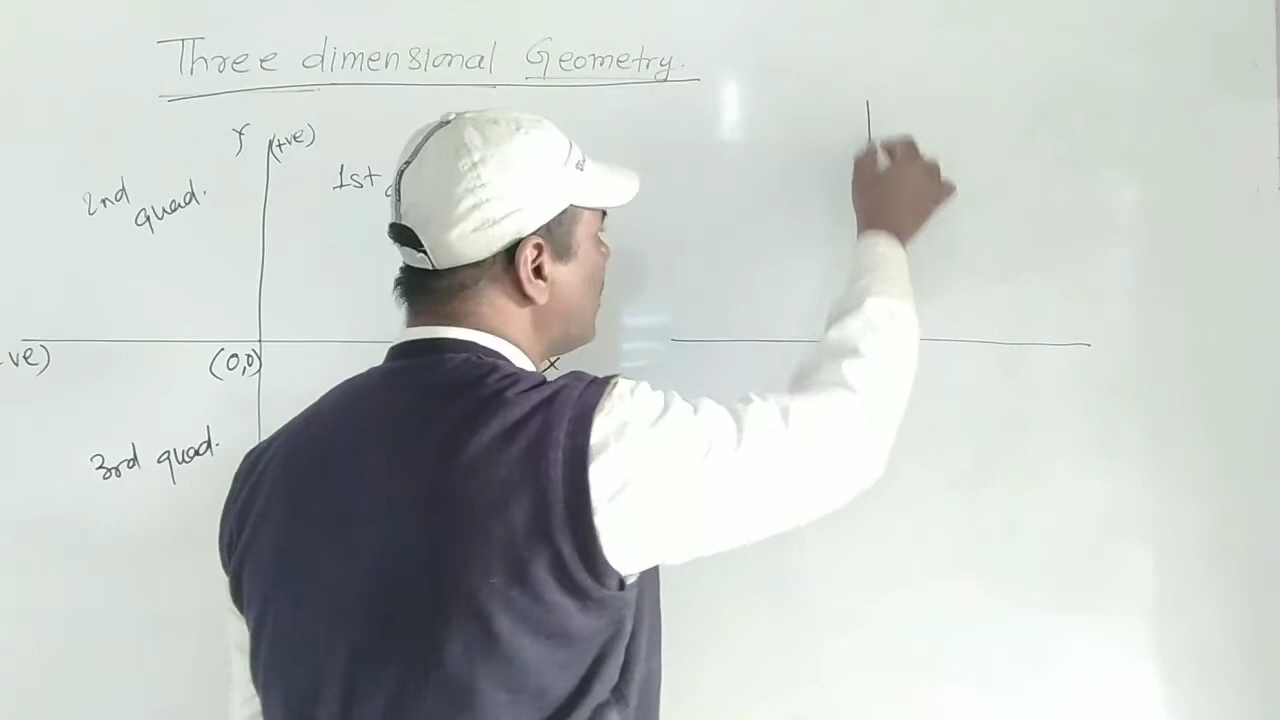 Three dimensional Geometry.
Y (+ve)
2nd quad.
1st
ve)
(0,0)
X
3rd quad.